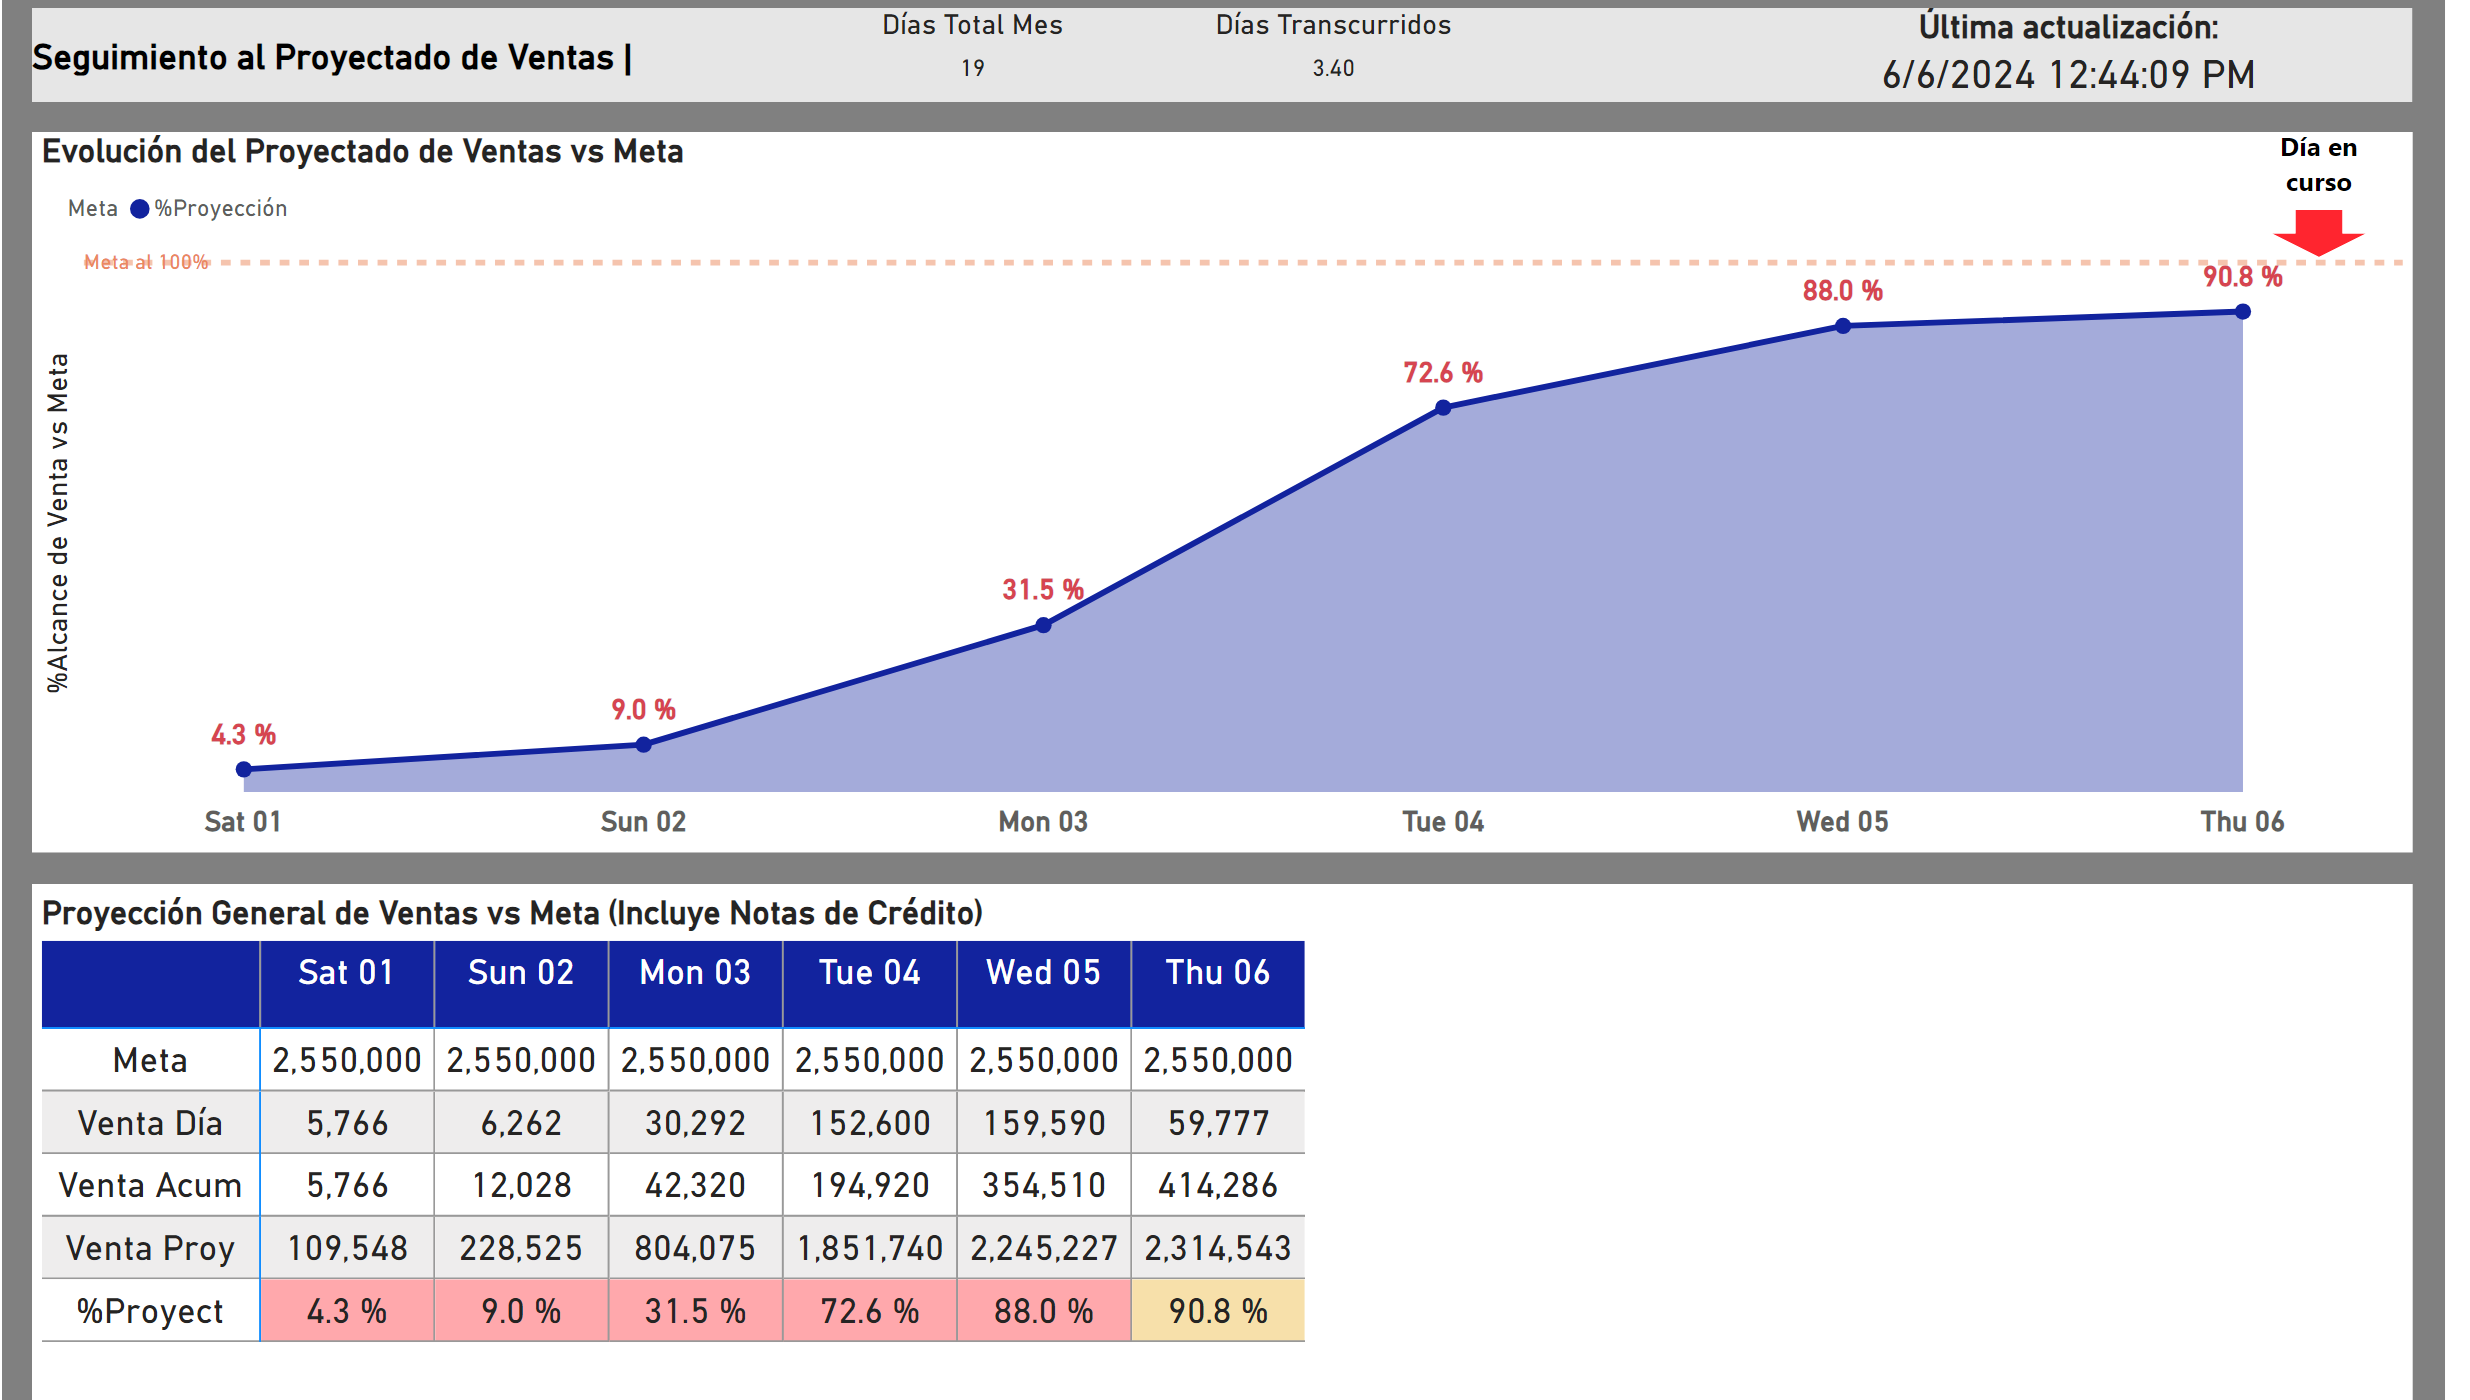 Seguimiento al Proyectado de Ventas |
Días Total Mes
19
Días Transcurridos
3.40
Última actualización:
6/6/2024 12:44:09 PM
Evolución del Proyectado de Ventas vs Meta
Día en
curso
Meta %Proyección
Meta al 100%
%Alcance de Venta vs Meta
4.3 %
9.0 %
31.5 %
72.6 %
88.0 %
90.8 %
Sat 01 Sun 02 Mon 03 Tue 04 Wed 05 Thu 06
Proyección General de Ventas vs Meta (Incluye Notas de Crédito)
Sat 01 Sun 02 Mon 03 Tue 04 Wed 05 Thu 06
Meta 2,550,000 2,550,000 2,550,000 2,550,000 2,550,000 2,550,000
Venta Día 5,766 6,262 30,292 152,600 159,590 59,777
Venta Acum 5,766 12,028 42,320 194,920 354,510 414,286
Venta Proy 109,548 228,525 804,075 1,851,740 2,245,227 2,314,543
%Proyect 4.3 % 9.0 % 31.5 % 72.6 % 88.0 % 90.8 %